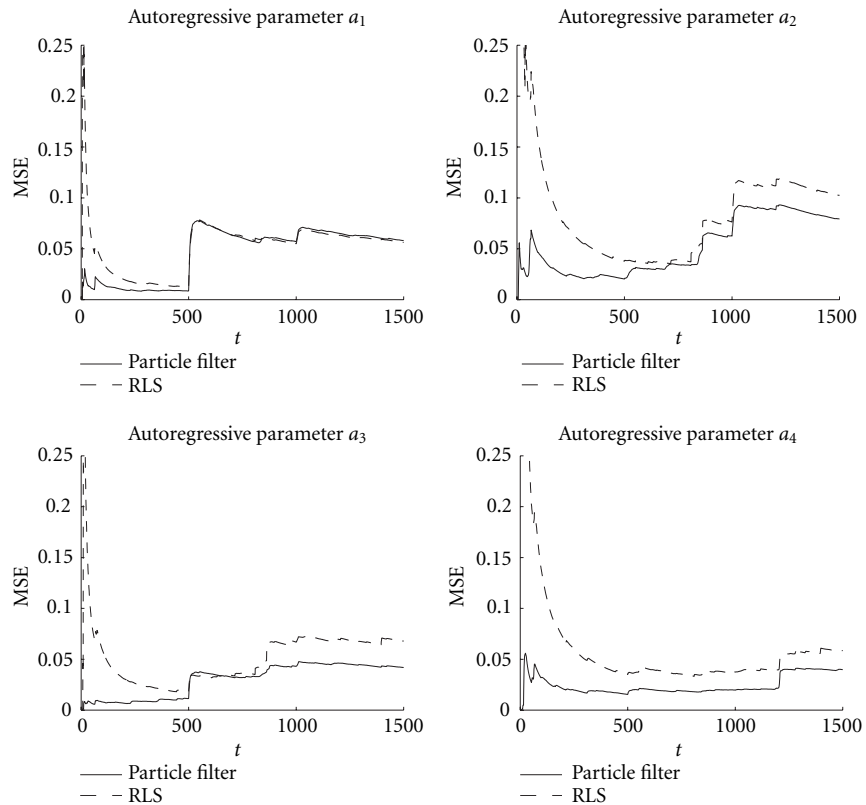 Autoregressive parameter a1
0.25
0.2
0.15
0.1
0.05
0
MSE
0
500
1000
1500
t
Particle filter
RLS
Autoregressive parameter a2
0.25
0.2
0.15
0.1
0.05
0
MSE
0
500
1000
1500
t
Particle filter
RLS
Autoregressive parameter a3
0.25
0.2
0.15
0.1
0.05
0
MSE
0
500
1000
1500
t
Particle filter
RLS
Autoregressive parameter a4
0.25
0.2
0.15
0.1
0.05
0
MSE
0
500
1000
1500
t
Particle filter
RLS